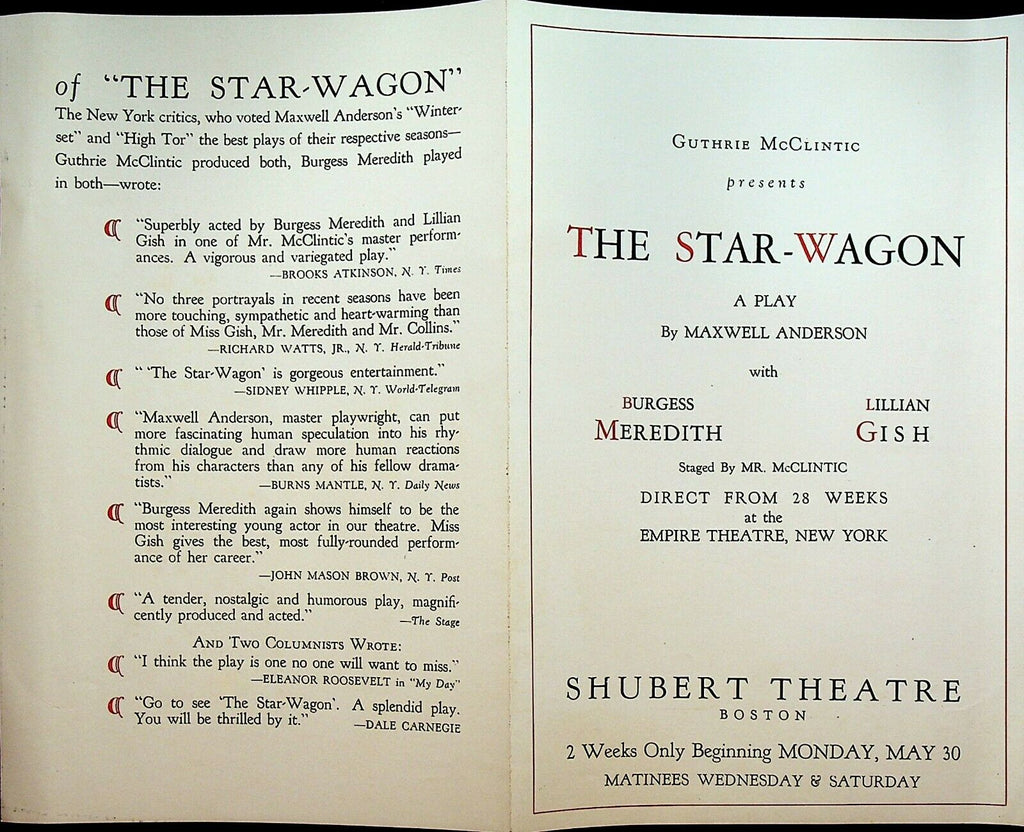 of "THE STAR-WAGON"
The New York critics, who voted Maxwell Anderson's "Winter-
set" and "High Tor" the best plays of their respective seasons—
Guthrie McClintic produced both, Burgess Meredith played
in both—wrote:
"Superbly acted by Burgess Meredith and Lillian
Gish in one of Mr. McClintic's master perform-
ances. A vigorous and variegated play."
—BROOKS ATKINSON, N. Y. Times
"No three portrayals in recent seasons have been
more touching, sympathetic and heart-warming than
those of Miss Gish, Mr. Meredith and Mr. Collins."
—RICHARD WATTS, JR., N. Y. Herald-Tribune
" 'The Star-Wagon' is gorgeous entertainment."
—SIDNEY WHIPPLE, N. Y. World-Telegram
"Maxwell Anderson, master playwright, can put
more fascinating human speculation into his rhy-
thmic dialogue and draw more human reactions
from his characters than any of his fellow drama-
tists." —BURNS MANTLE, N. Y. Daily News
"Burgess Meredith again shows himself to be the
most interesting young actor in our theatre. Miss
Gish gives the best, most fully-rounded perform-
ance of her career."
—JOHN MASON BROWN, N. Y. Post
"A tender, nostalgic and humorous play, magnifi-
cently produced and acted." —The Stage
AND TWO COLUMNISTS WROTE:
"I think the play is one no one will want to miss."
—ELEANOR ROOSEVELT in "My Day"
"Go to see 'The Star-Wagon'. A splendid play.
You will be thrilled by it." —DALE CARNEGIE
GUTHRIE McCLINTIC
presents
THE STAR-WAGON
A PLAY
By MAXWELL ANDERSON
with
BURGESS LILLIAN
MEREDITH GISH
Staged By MR. McCLINTIC
DIRECT FROM 28 WEEKS
at the
EMPIRE THEATRE, NEW YORK
SHUBERT THEATRE
BOSTON
2 Weeks Only Beginning MONDAY, MAY 30
MATINEES WEDNESDAY & SATURDAY